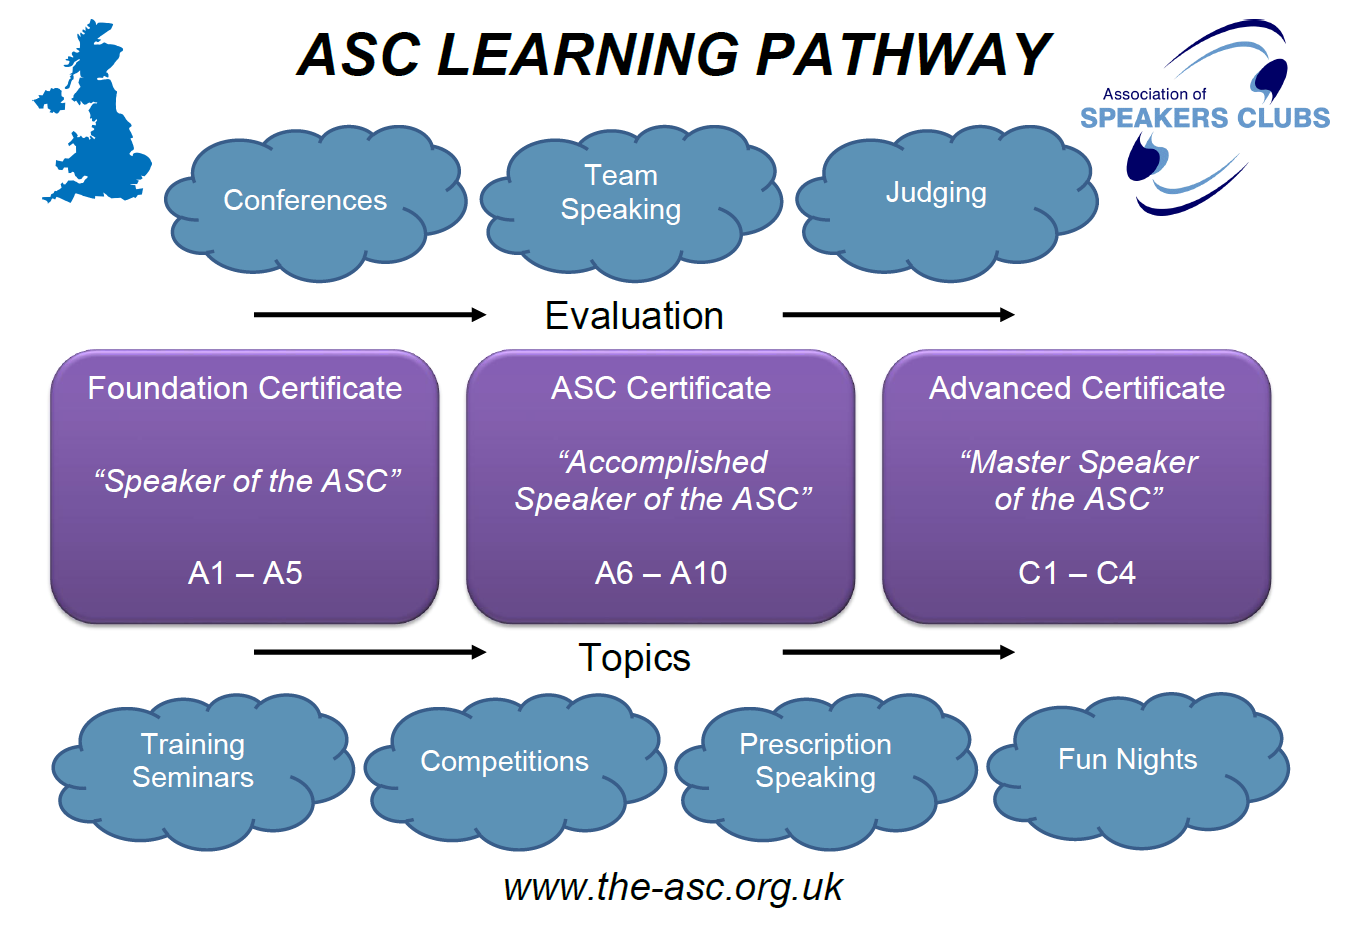 ASC LEARNING PATHWAY
Association of
SPEAKERS CLUBS
Conferences
Team
Speaking
Judging
Evaluation
Foundation Certificate
“Speaker of the ASC”
A1 – A5
ASC Certificate
“Accomplished
Speaker of the ASC”
A6 – A10
Advanced Certificate
“Master Speaker
of the ASC”
C1 – C4
Topics
Training
Seminars
Competitions
Prescription
Speaking
Fun Nights
www.the-asc.org.uk